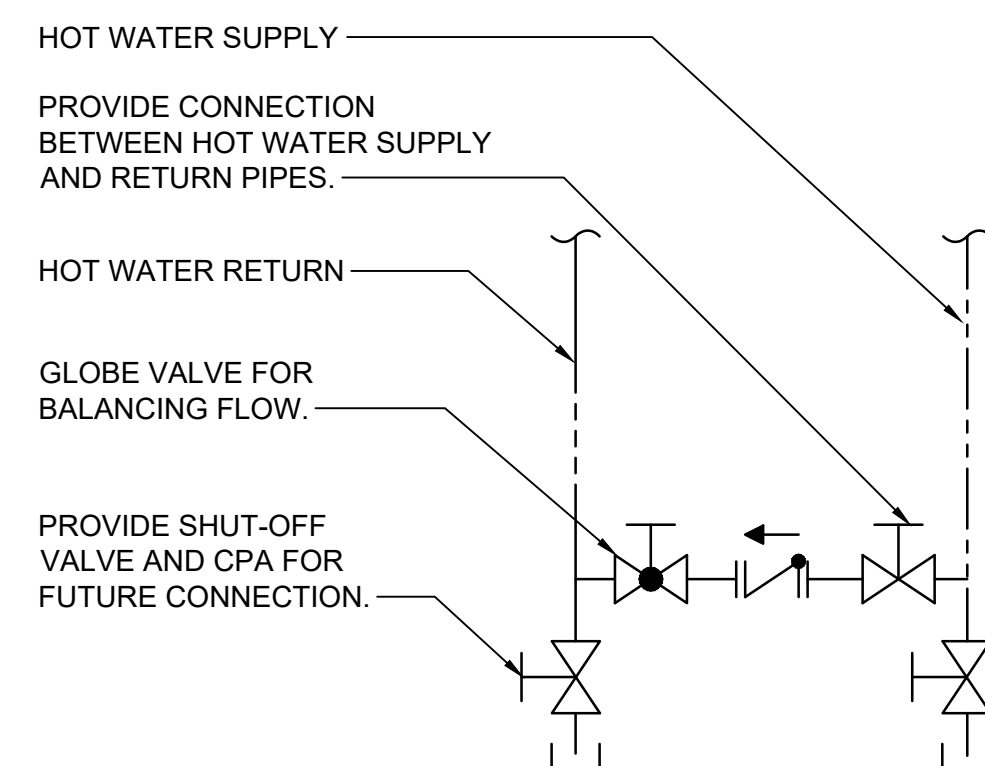 HOT WATER SUPPLY
PROVIDE CONNECTION
BETWEEN HOT WATER SUPPLY
AND RETURN PIPES.
HOT WATER RETURN
GLOBE VALVE FOR
BALANCING FLOW.
PROVIDE SHUT-OFF
VALVE AND CPA FOR
FUTURE CONNECTION.